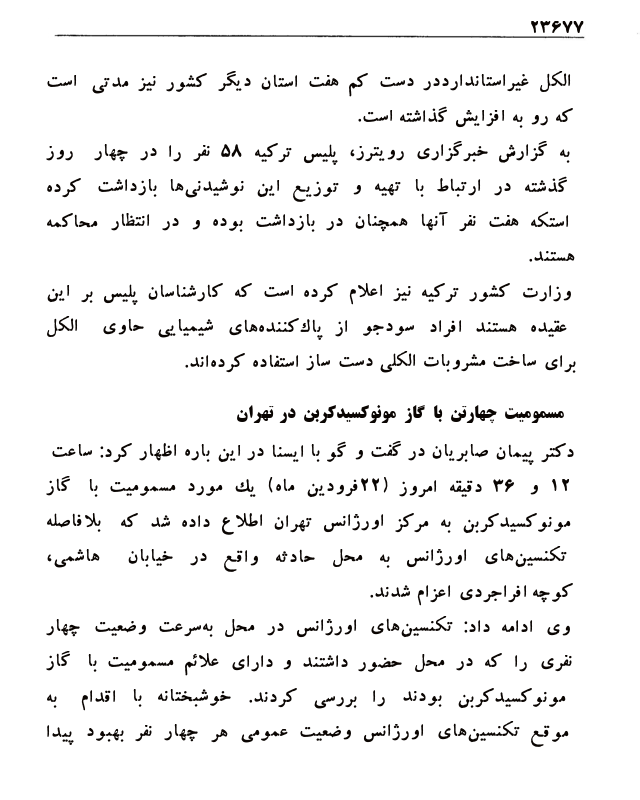 ۲۳۶۷۷
الکل غیراستاندارددر دست کم هفت استان دیگر کشور نیز مدتی است
که رو به افزایش گذاشته است.
به گزارش خبرگزاری رویترز، پلیس ترکیه ۵۸ نفر را در چهار روز
گذشته در ارتباط با تهیه و توزیع این نوشیدنی‌ها بازداشت کرده
استکه هفت نفر آنها همچنان در بازداشت بوده و در انتظار محاکمه
هستند.
وزارت کشور ترکیه نیز اعلام کرده است که کارشناسان پلیس بر این
عقیده هستند افراد سودجو از پاك‌کننده‌های شیمیایی حاوی الکل
برای ساخت مشروبات الکلی دست ساز استفاده کرده‌اند.
مسمومیت چهارتن با گاز مونوکسیدکربن در تهران
دکتر پیمان صابریان در گفت و گو با ایسنا در این باره اظهار کرد: ساعت
۱۲ و ۳۶ دقیقه امروز (۲۲فرودین ماه) یك مورد مسمومیت با گاز
مونوکسیدکربن به مرکز اورژانس تهران اطلاع داده شد که بلافاصله
تکنسین‌های اورژانس به محل حادثه واقع در خیابان هاشمی،
کوچه افراجردی اعزام شدند.
وی ادامه داد: تکنسین‌های اورژانس در محل به‌سرعت وضعیت چهار
نفری را که در محل حضور داشتند و دارای علائم مسمومیت با گاز
مونوکسیدکربن بودند را بررسی کردند. خوشبختانه با اقدام به
موقع تکنسین‌های اورژانس وضعیت عمومی هر چهار نفر بهبود پیدا